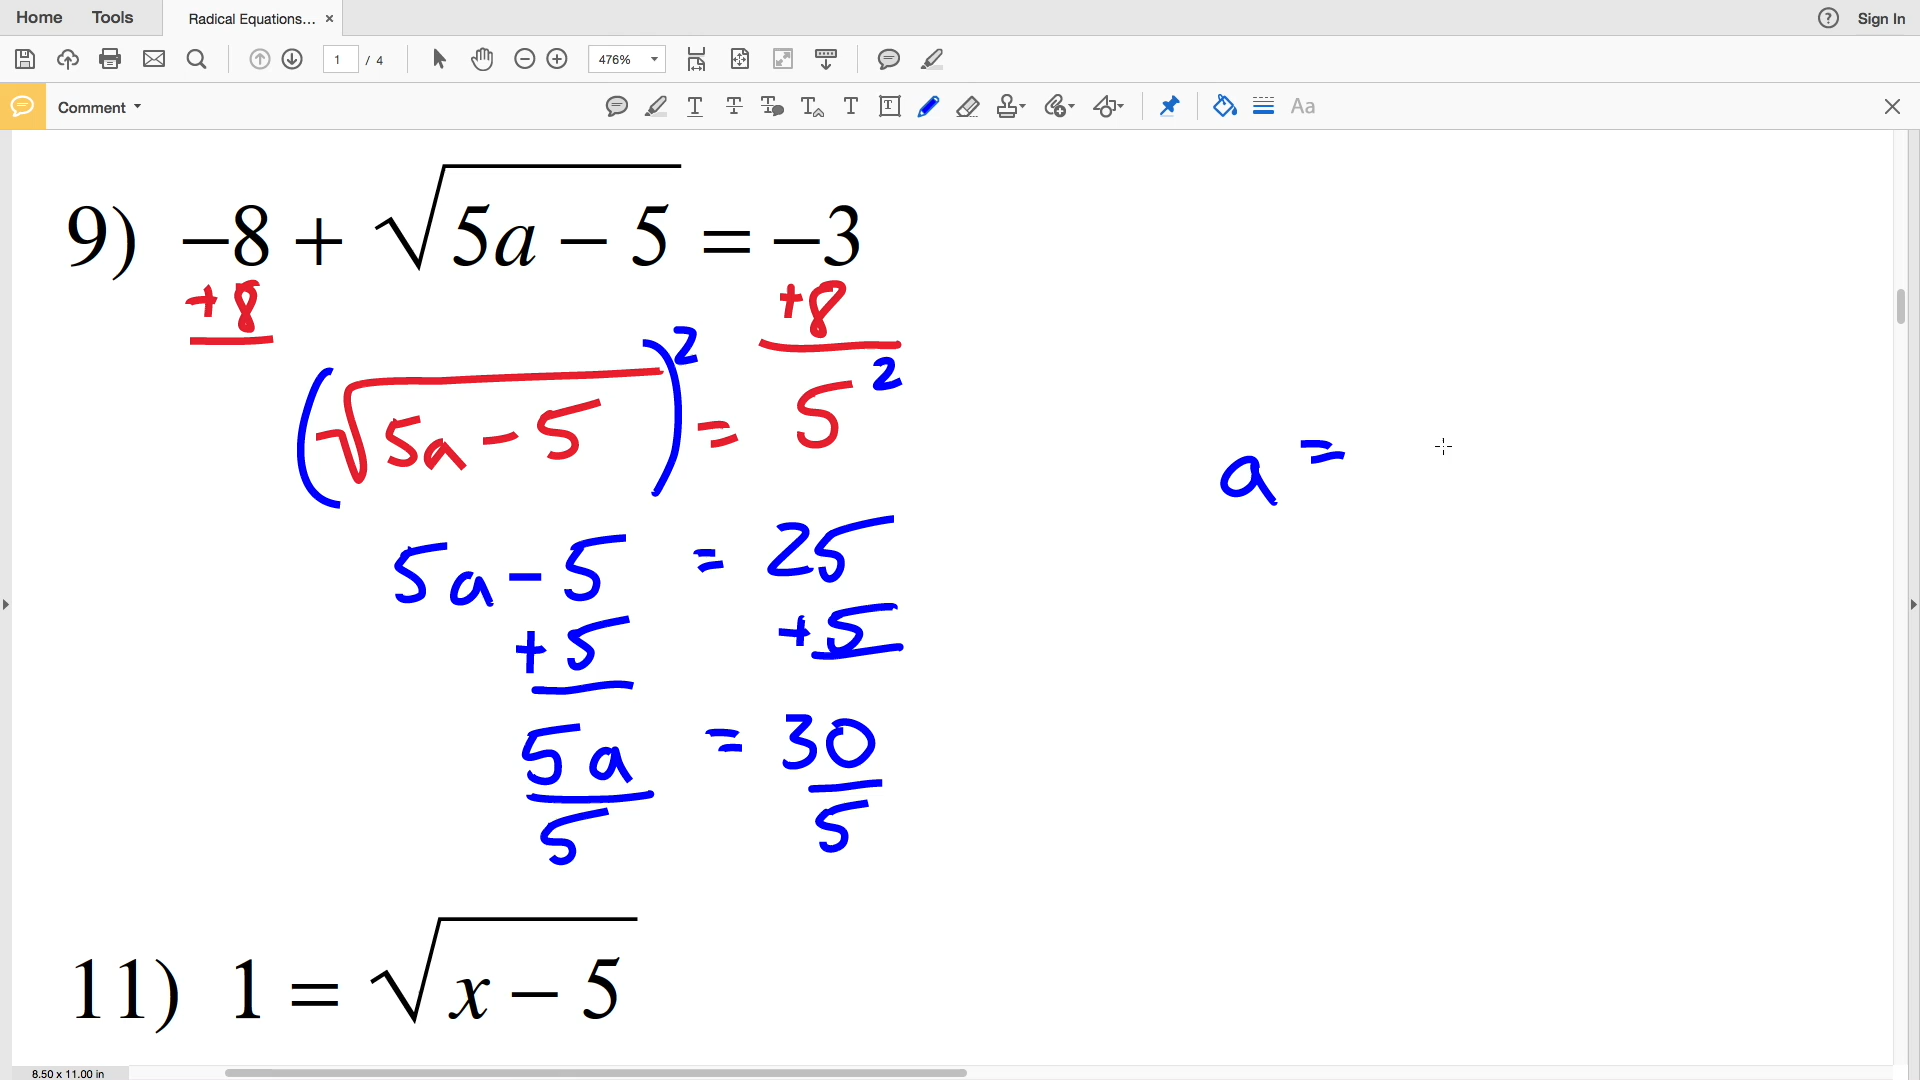 Home Tools Radical Equations... × ? Sign In
1 / 4 476%
Comment T T T T T T Aa
9) −8 + √5a − 5 = −3
+8 +8
(√5a − 5)² = 5²
a =
5a − 5 = 25
+5 +5
5a = 30
5 5
11) 1 = √x − 5
8.50 x 11.00 in